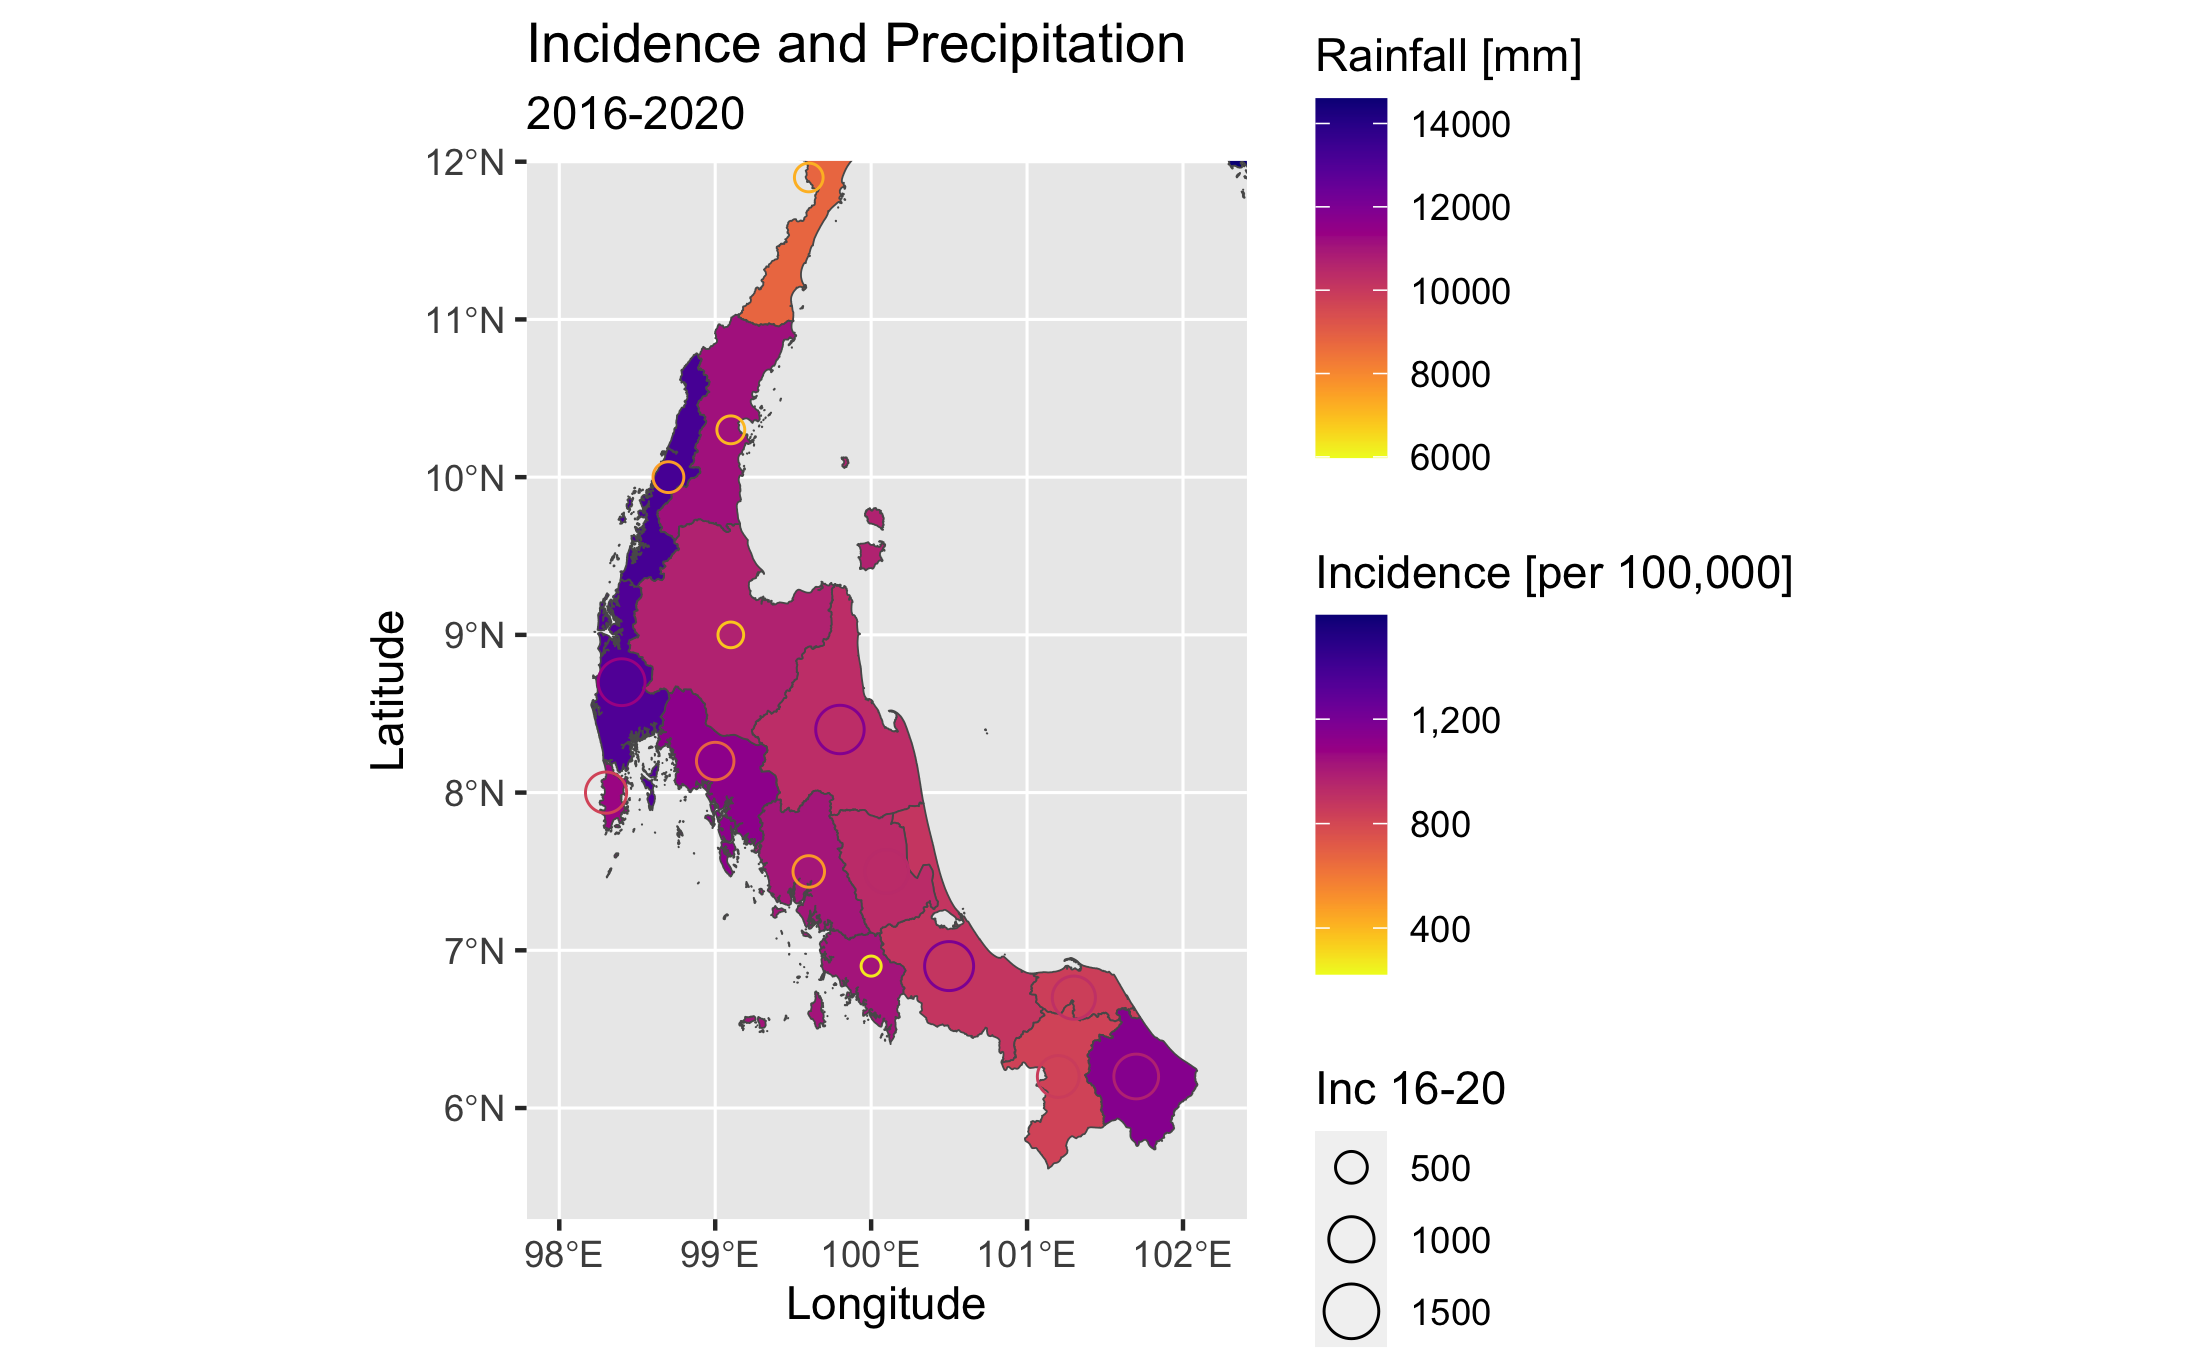 Incidence and Precipitation
2016-2020
12°N
11°N
10°N
9°N
8°N
7°N
6°N
Latitude
98°E
99°E
100°E
101°E
102°E
Longitude
Rainfall [mm]
14000
12000
10000
8000
6000
Incidence [per 100,000]
1,200
800
400
Inc 16-20
500
1000
1500